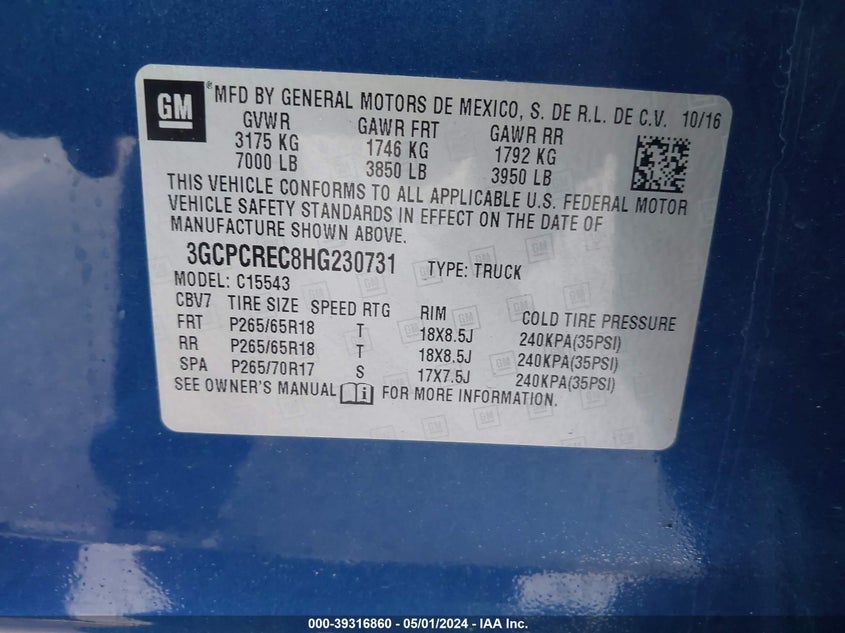 GM ® MFD BY GENERAL MOTORS DE MEXICO, S. DE R.L. DE C.V. 10/16
GVWR GAWR FRT GAWR RR
3175 KG 1746 KG 1792 KG
7000 LB 3850 LB 3950 LB
THIS VEHICLE CONFORMS TO ALL APPLICABLE U.S. FEDERAL MOTOR
VEHICLE SAFETY STANDARDS IN EFFECT ON THE DATE OF
MANUFACTURE SHOWN ABOVE.
3GCPCREC8HG230731 TYPE: TRUCK
MODEL: C15543
CBV7 TIRE SIZE SPEED RTG RIM COLD TIRE PRESSURE
FRT P265/65R18 T 18X8.5J 240KPA(35PSI)
RR P265/65R18 T 18X8.5J 240KPA(35PSI)
SPA P265/70R17 S 17X7.5J 240KPA(35PSI)
SEE OWNER'S MANUAL FOR MORE INFORMATION.
000-39316860 - 05/01/2024 - IAA Inc.